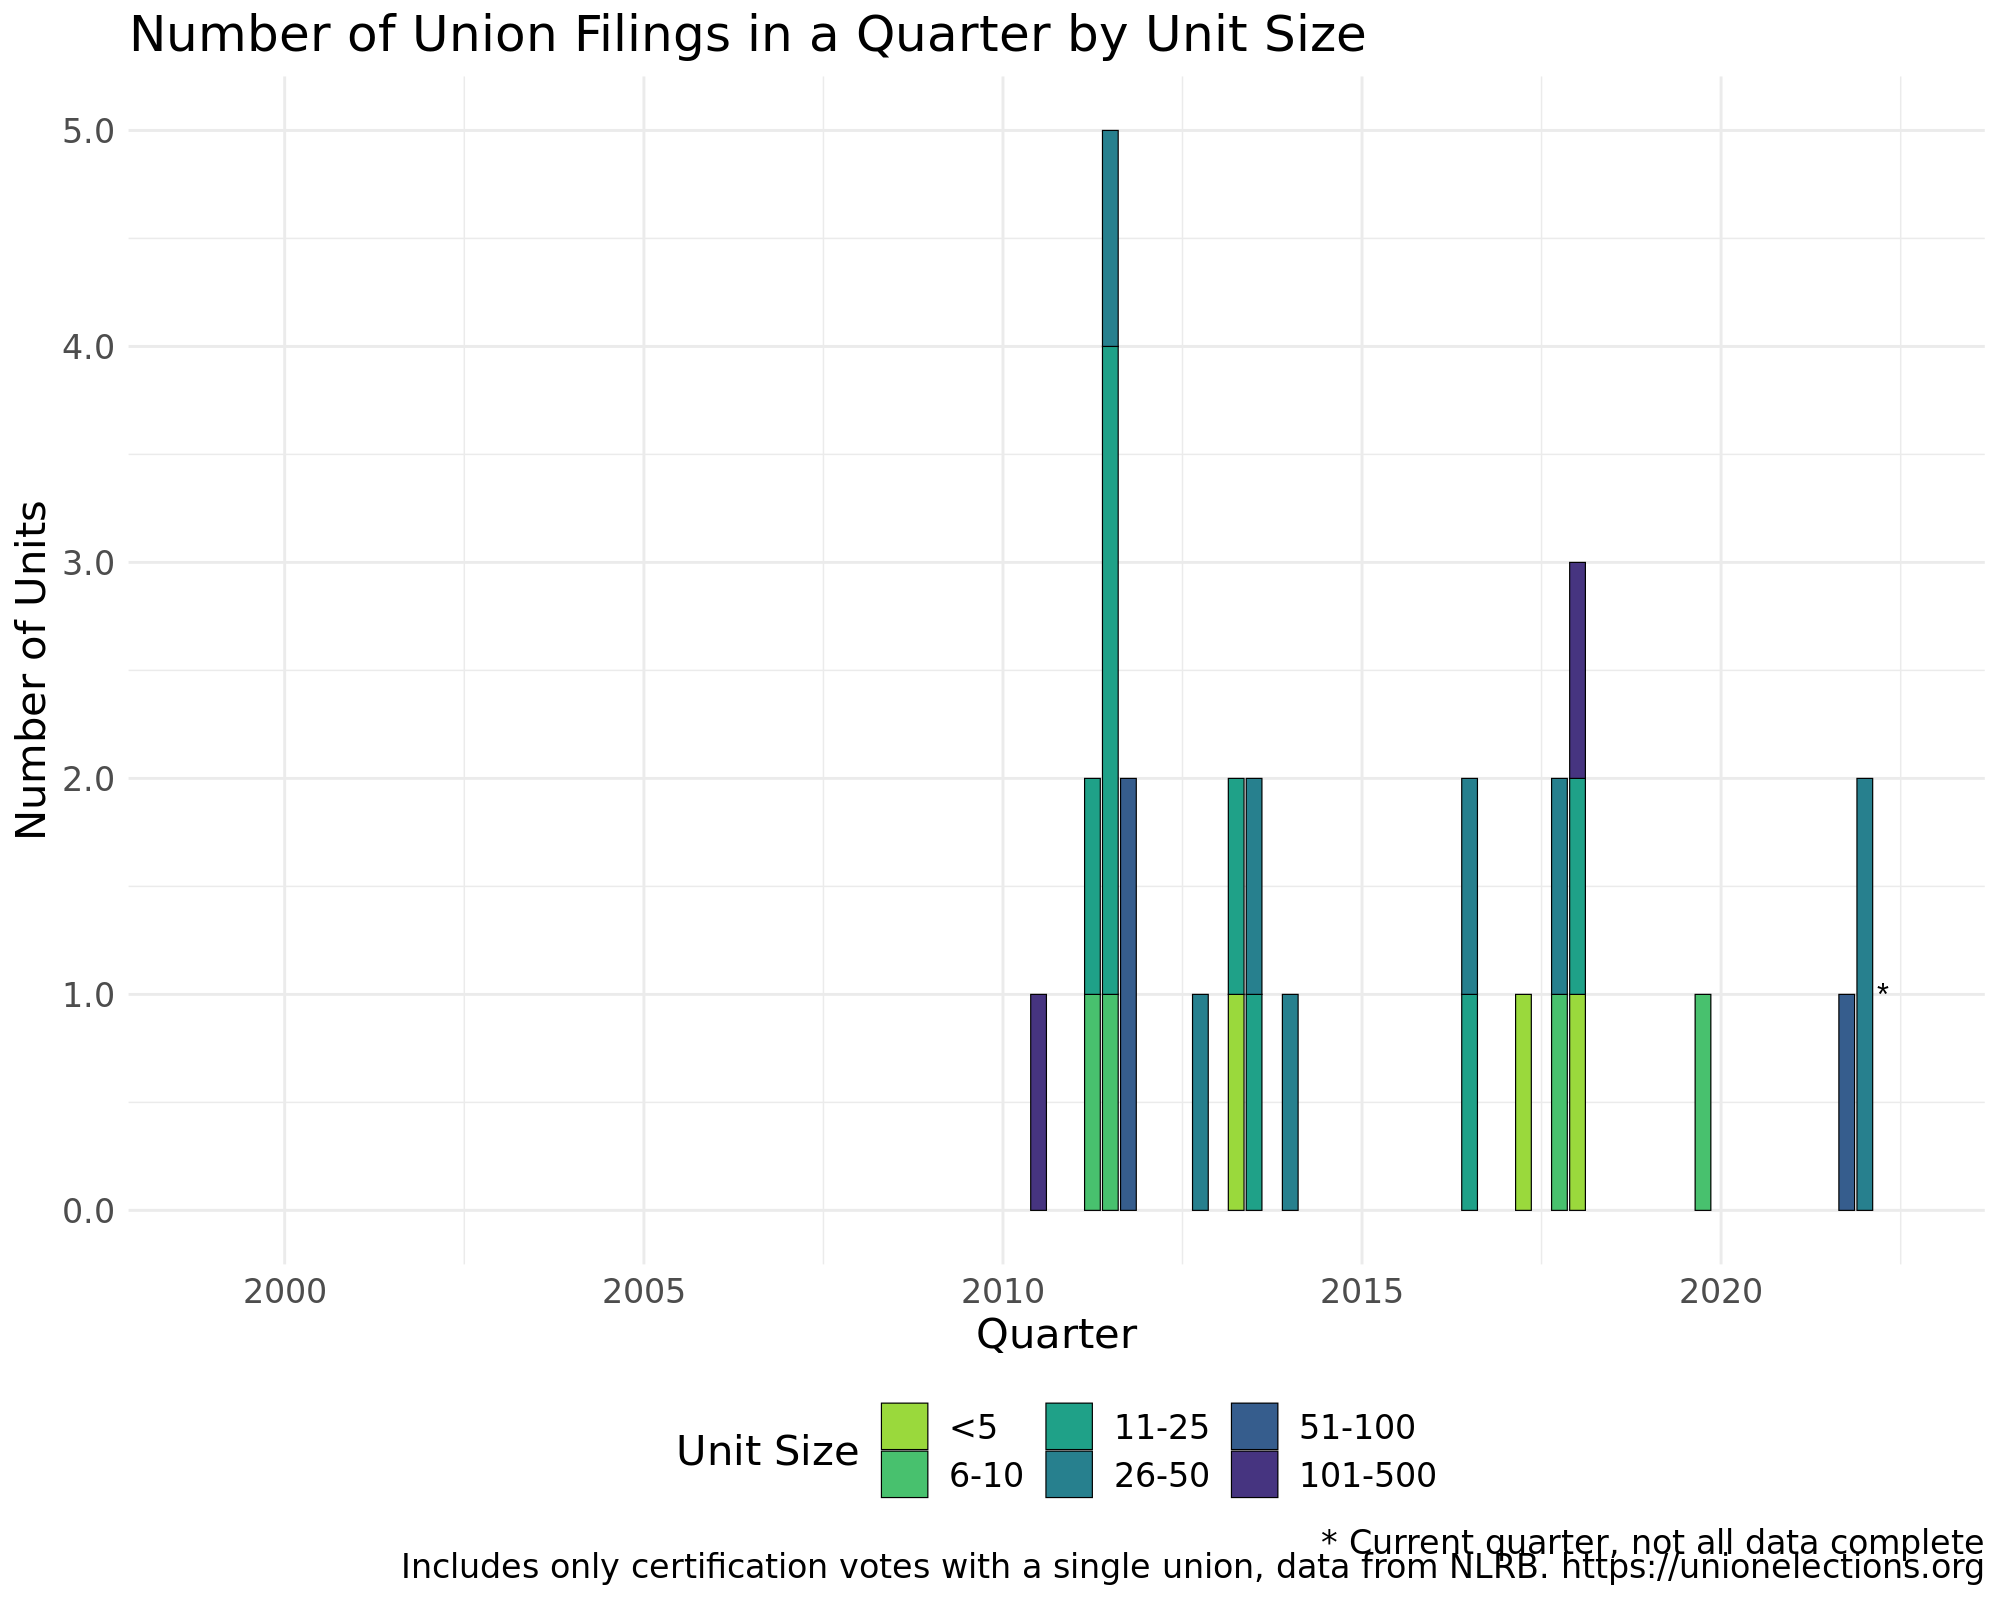 Number of Union Filings in a Quarter by Unit Size
Number of Units
5.0
4.0
3.0
2.0
1.0
0.0
*
2000 2005 2010 2015 2020
Quarter
Unit Size
<5 11-25 51-100
6-10 26-50 101-500
* Current quarter, not all data complete
Includes only certification votes with a single union, data from NLRB. https://unionelections.org